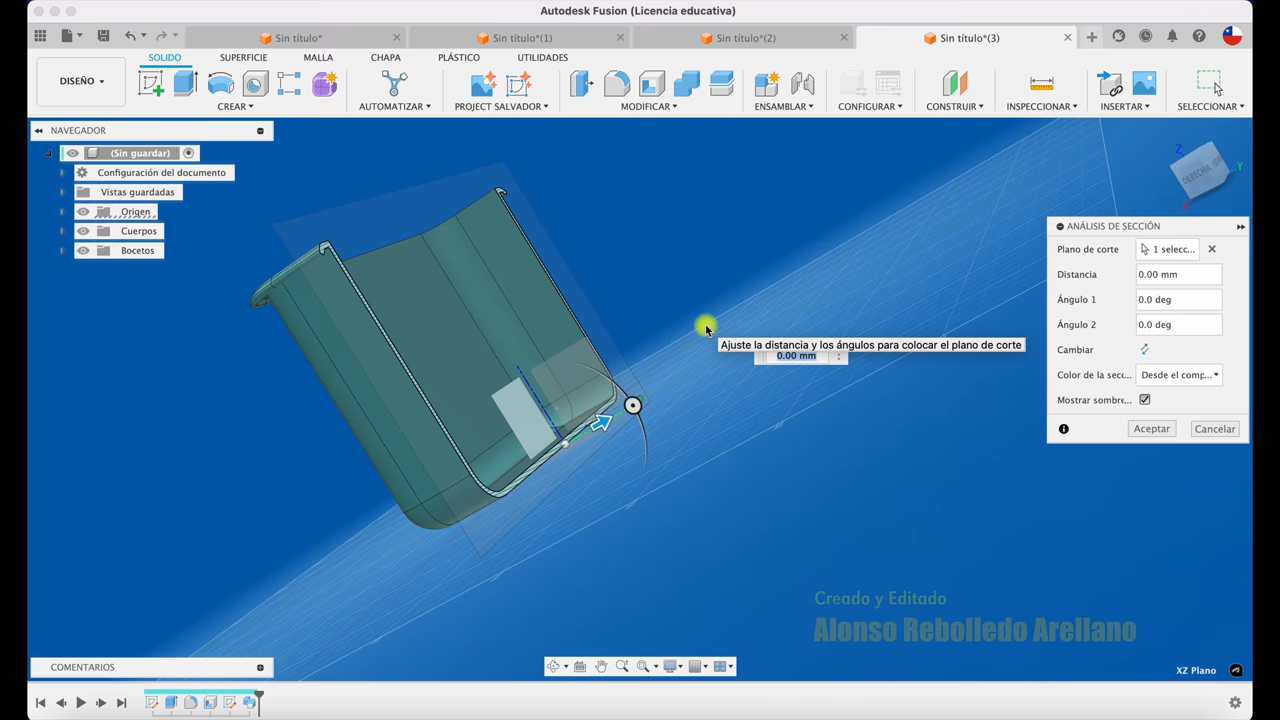 Autodesk Fusion (Licencia educativa)
Sin título*
Sin título*(1)
Sin título*(2)
Sin título*(3)
SOLIDO
SUPERFICIE
MALLA
CHAPA
PLÁSTICO
UTILIDADES
DISEÑO
CREAR
AUTOMATIZAR
PROJECT SALVADOR
MODIFICAR
ENSAMBLAR
CONFIGURAR
CONSTRUIR
INSPECCIONAR
INSERTAR
SELECCIONAR
NAVEGADOR
(Sin guardar)
Configuración del documento
Vistas guardadas
Origen
Cuerpos
Bocetos
Z
Y
X
DERECHA
ANÁLISIS DE SECCIÓN
Plano de corte
1 selecc...
Distancia
0.00 mm
Ángulo 1
0.0 deg
Ángulo 2
0.0 deg
Cambiar
Color de la secc...
Desde el comp...
Mostrar sombre...
Aceptar
Cancelar
Ajuste la distancia y los ángulos para colocar el plano de corte
0.00 mm
Creado y Editado
Alonso Rebolledo Arellano
COMENTARIOS
XZ Plano